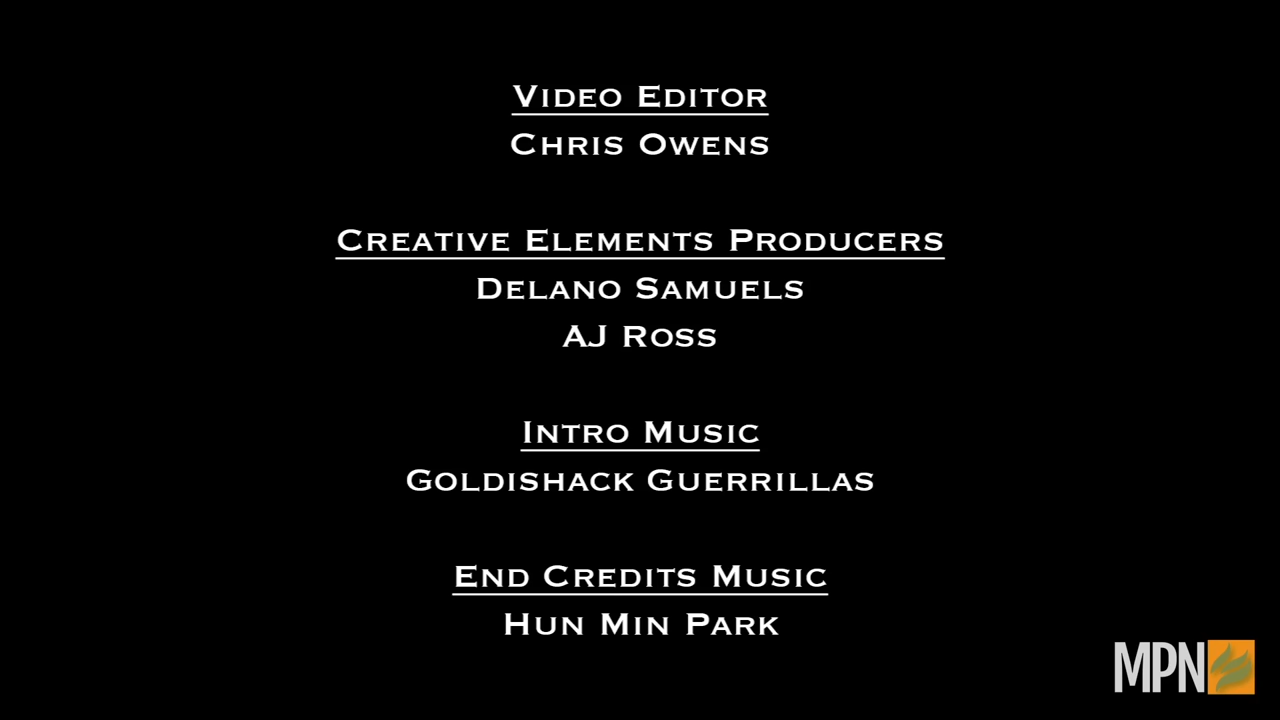 Video Editor
Chris Owens
Creative Elements Producers
Delano Samuels
AJ Ross
Intro Music
Goldishack Guerrillas
End Credits Music
Hun Min Park
MPN